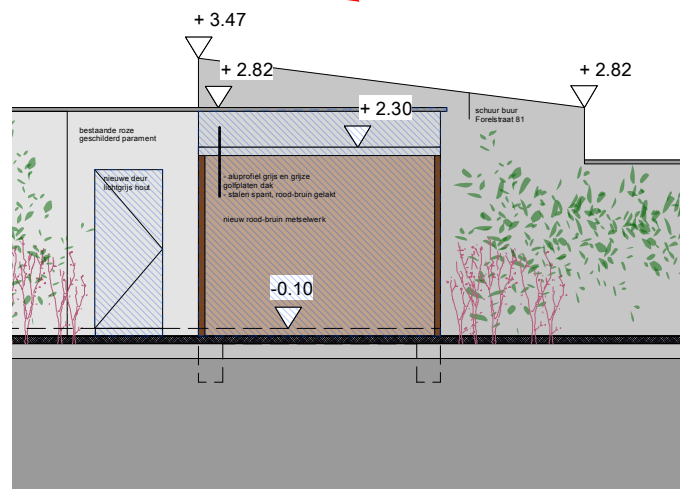 + 3.47
+ 2.82
+ 2.82
+ 2.30
schuur buur
Forelstraat 81
bestaande roze
geschilderd parament
nieuwe deur
lichtgrijs hout
- aluprofiel grijs en grijze
golfplaten dak
- stalen spant, rood-bruin gelakt
nieuw rood-bruin metselwerk
-0.10